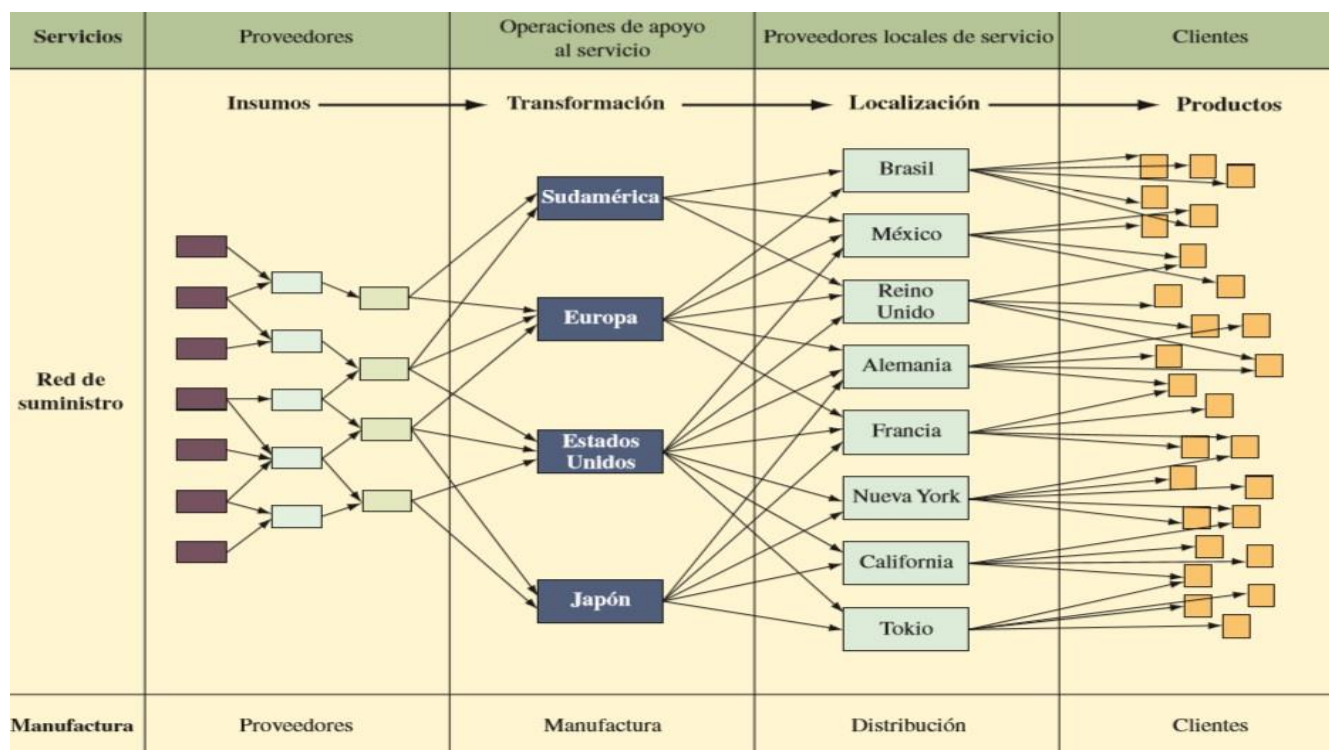 Servicios
Proveedores
Operaciones de apoyo
al servicio
Proveedores locales de servicio
Clientes
Insumos
Transformación
Localización
Productos
Red de
suministro
Sudamérica
Europa
Estados
Unidos
Japón
Brasil
México
Reino
Unido
Alemania
Francia
Nueva York
California
Tokio
Manufactura
Proveedores
Manufactura
Distribución
Clientes